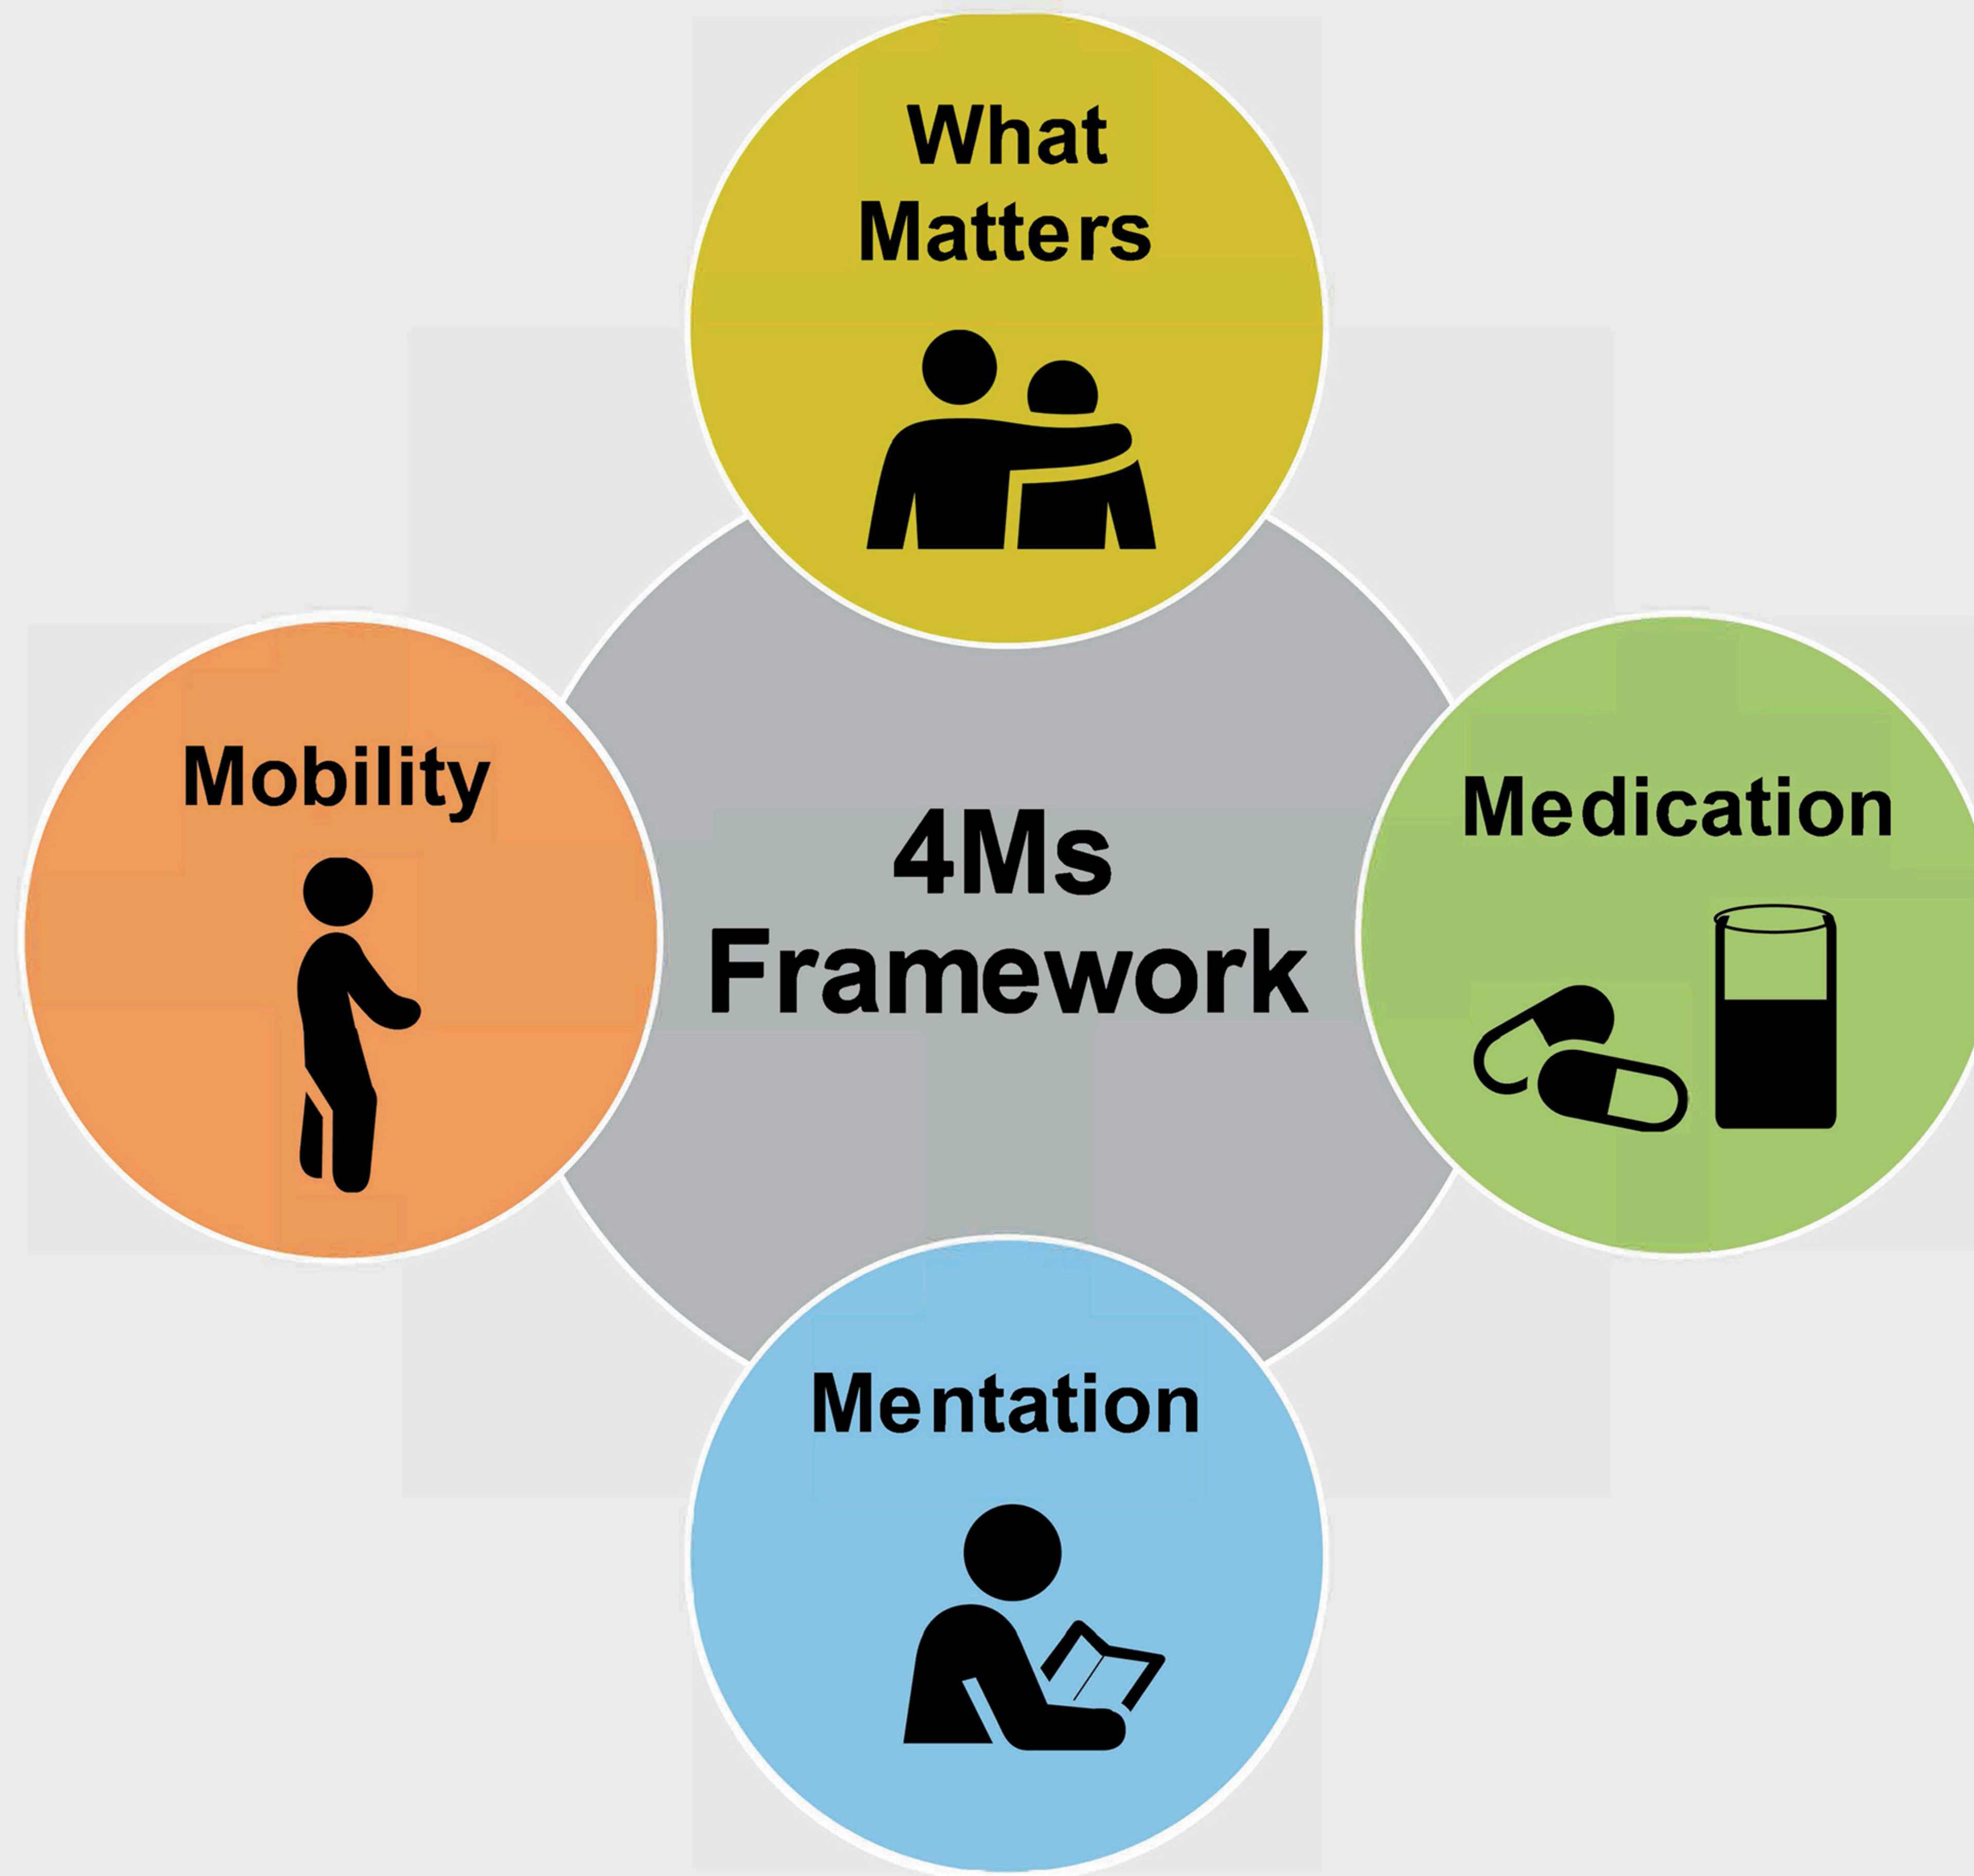 What
Matters
Mobility
4Ms
Framework
Medication
Mentation